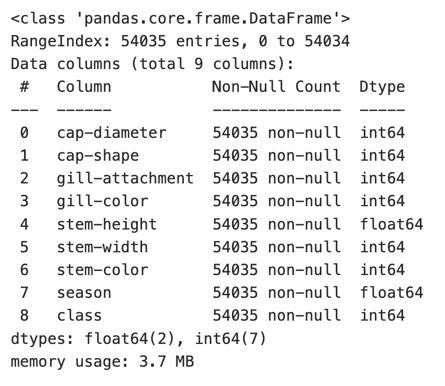 <class 'pandas.core.frame.DataFrame'>
RangeIndex: 54035 entries, 0 to 54034
Data columns (total 9 columns):
 #   Column           Non-Null Count  Dtype
---  ------           --------------  -----
 0   cap-diameter     54035 non-null  int64
 1   cap-shape        54035 non-null  int64
 2   gill-attachment  54035 non-null  int64
 3   gill-color       54035 non-null  int64
 4   stem-height      54035 non-null  float64
 5   stem-width       54035 non-null  int64
 6   stem-color       54035 non-null  int64
 7   season           54035 non-null  float64
 8   class            54035 non-null  int64
dtypes: float64(2), int64(7)
memory usage: 3.7 MB